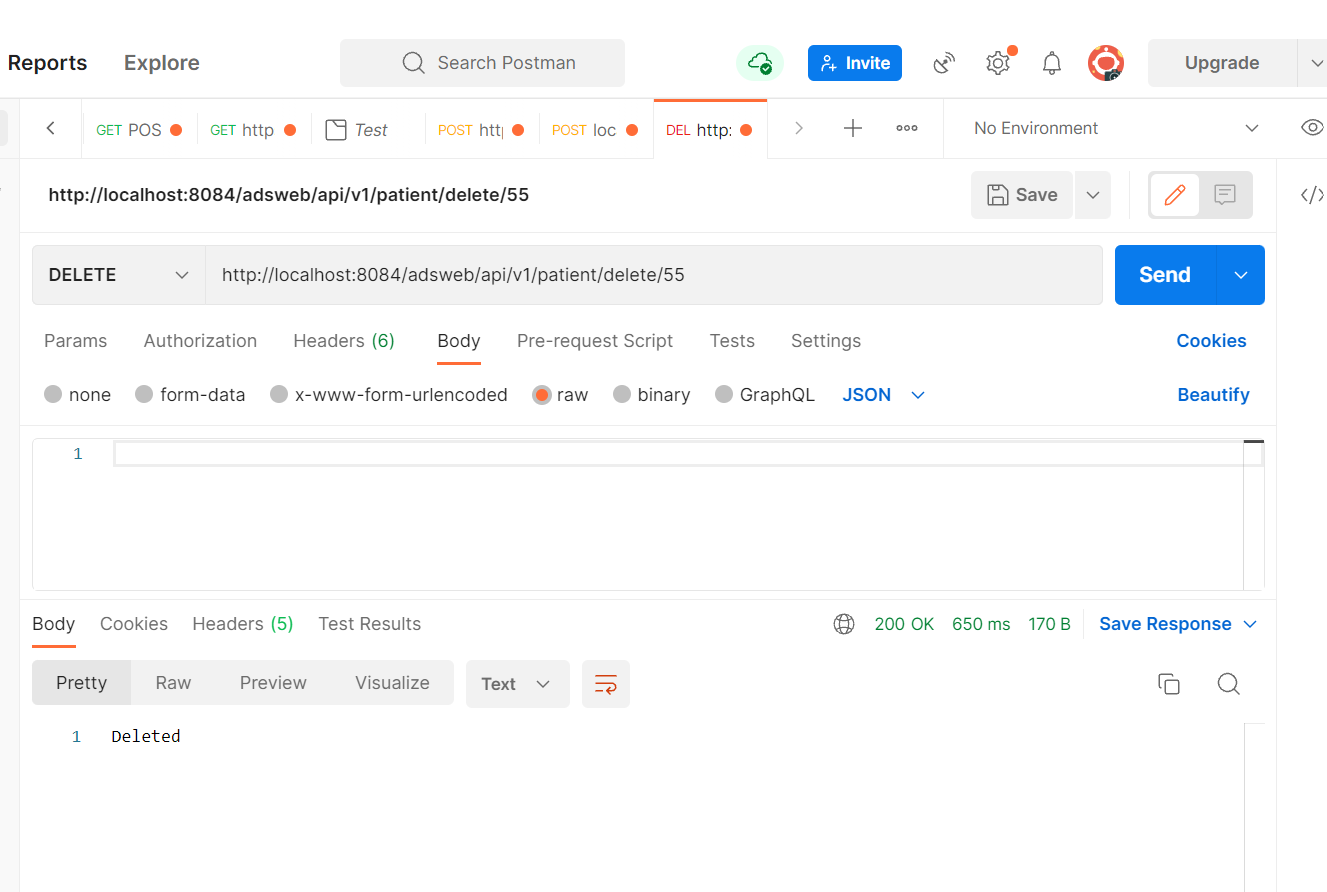 Reports Explore Search Postman Invite Upgrade
GET POS GET http Test POST http POST loc DEL http: No Environment
http://localhost:8084/adsweb/api/v1/patient/delete/55 Save
DELETE http://localhost:8084/adsweb/api/v1/patient/delete/55 Send
Params Authorization Headers (6) Body Pre-request Script Tests Settings Cookies
none form-data x-www-form-urlencoded raw binary GraphQL JSON Beautify
1
Body Cookies Headers (5) Test Results 200 OK 650 ms 170 B Save Response
Pretty Raw Preview Visualize Text
1 Deleted